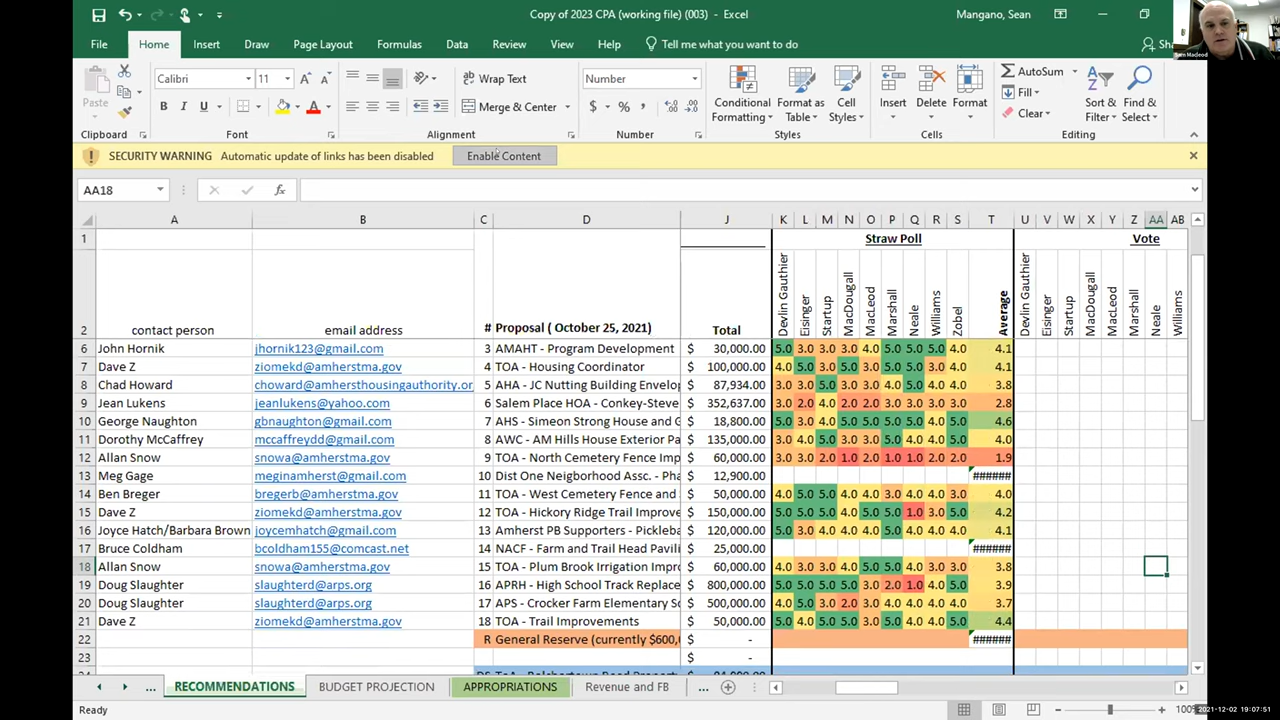 Copy of 2023 CPA (working file) (003) - Excel
Mangano, Sean
File Home Insert Draw Page Layout Formulas Data Review View Help Tell me what you want to do
Calibri 11 Wrap Text Number AutoSum
Paste Merge & Center Conditional Formatting Format as Table Cell Styles Insert Delete Format Fill Sort & Filter Find & Select
B I U $ % , Clear
Clipboard Font Alignment Number Styles Cells Editing
SECURITY WARNING Automatic update of links has been disabled Enable Content
AA18 fx
A B C D J K L M N O P Q R S T U V W X Y Z AA AB
1 Straw Poll Vote
2 contact person email address # Proposal ( October 25, 2021) Total Devlin Gauthier Eisinger Startup MacDougall MacLeod Marshall Neale Williams Zobel Average Devlin Gauthier Eisinger Startup MacDougall MacLeod Marshall Neale Williams
6 John Hornik jhornik123@gmail.com 3 AMAHT - Program Development $ 30,000.00 5.0 3.0 3.0 3.0 4.0 5.0 5.0 5.0 4.0 4.1
7 Dave Z ziomekd@amherstma.gov 4 TOA - Housing Coordinator $ 100,000.00 4.0 5.0 3.0 5.0 3.0 5.0 5.0 3.0 4.0 4.1
8 Chad Howard choward@amhersthousingauthority.or 5 AHA - JC Nutting Building Envelop $ 87,934.00 3.0 3.0 5.0 3.0 3.0 4.0 5.0 4.0 4.0 3.8
9 Jean Lukens jeanlukens@yahoo.com 6 Salem Place HOA - Conkey-Steve $ 352,637.00 3.0 2.0 4.0 2.0 2.0 3.0 3.0 3.0 3.0 2.8
10 George Naughton gbnaughton@gmail.com 7 AHS - Simeon Strong House and G $ 18,800.00 5.0 3.0 4.0 5.0 5.0 5.0 5.0 4.0 5.0 4.6
11 Dorothy McCaffrey mccaffreydd@gmail.com 8 AWC - AM Hills House Exterior Pa $ 135,000.00 3.0 4.0 5.0 3.0 3.0 5.0 4.0 4.0 5.0 4.0
12 Allan Snow snowa@amherstma.gov 9 TOA - North Cemetery Fence Imp $ 60,000.00 3.0 3.0 2.0 1.0 2.0 1.0 1.0 2.0 2.0 1.9
13 Meg Gage meginamherst@gmail.com 10 Dist One Neigborhood Assc. - Pha $ 12,900.00 ######
14 Ben Breger bregerb@amherstma.gov 11 TOA - West Cemetery Fence and $ 50,000.00 4.0 5.0 5.0 4.0 4.0 3.0 4.0 4.0 3.0 4.0
15 Dave Z ziomekd@amherstma.gov 12 TOA - Hickory Ridge Trail Improve $ 150,000.00 5.0 5.0 4.0 5.0 5.0 5.0 1.0 3.0 5.0 4.2
16 Joyce Hatch/Barbara Brown joycemhatch@gmail.com 13 Amherst PB Supporters - Pickleba $ 120,000.00 5.0 3.0 4.0 4.0 4.0 5.0 4.0 4.0 4.0 4.1
17 Bruce Coldham bcoldham155@comcast.net 14 NACF - Farm and Trail Head Pavili $ 25,000.00 ######
18 Allan Snow snowa@amherstma.gov 15 TOA - Plum Brook Irrigation Impro $ 60,000.00 4.0 3.0 3.0 4.0 5.0 5.0 4.0 3.0 3.0 3.8
19 Doug Slaughter slaughterd@arps.org 16 APRH - High School Track Replace $ 800,000.00 5.0 5.0 5.0 5.0 3.0 2.0 1.0 4.0 5.0 3.9
20 Doug Slaughter slaughterd@arps.org 17 APS - Crocker Farm Elementary Sc $ 500,000.00 4.0 5.0 3.0 2.0 3.0 4.0 4.0 4.0 4.0 3.7
21 Dave Z ziomekd@amherstma.gov 18 TOA - Trail Improvements $ 50,000.00 5.0 4.0 5.0 5.0 3.0 5.0 4.0 4.0 5.0 4.4
22 R General Reserve (currently $600, $ - ######
23 $ -
... RECOMMENDATIONS BUDGET PROJECTION APPROPRIATIONS Revenue and FB ...
Ready 2021-12-02 19:07:51